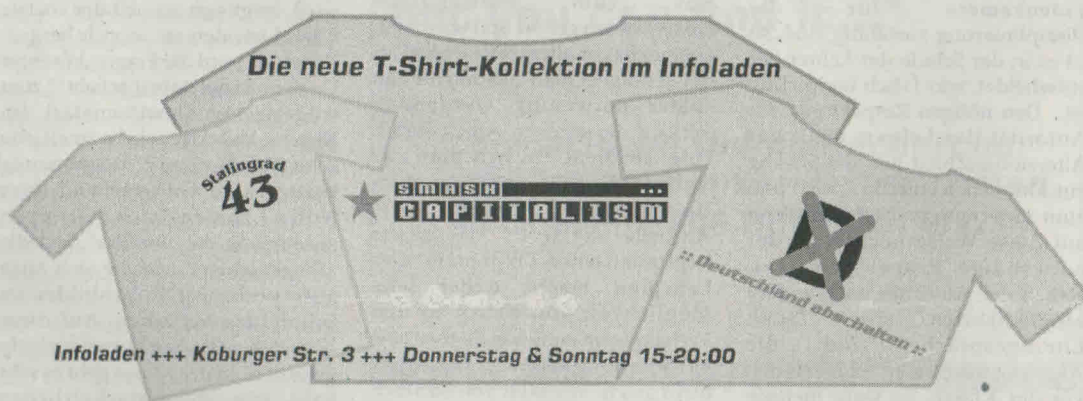 Die neue T-Shirt-Kollektion im Infoladen
Stalingrad
43
SMASH ...
CAPITALISM
:: Deutschland abschalten ::
Infoladen +++ Koburger Str. 3 +++ Donnerstag & Sonntag 15-20:00